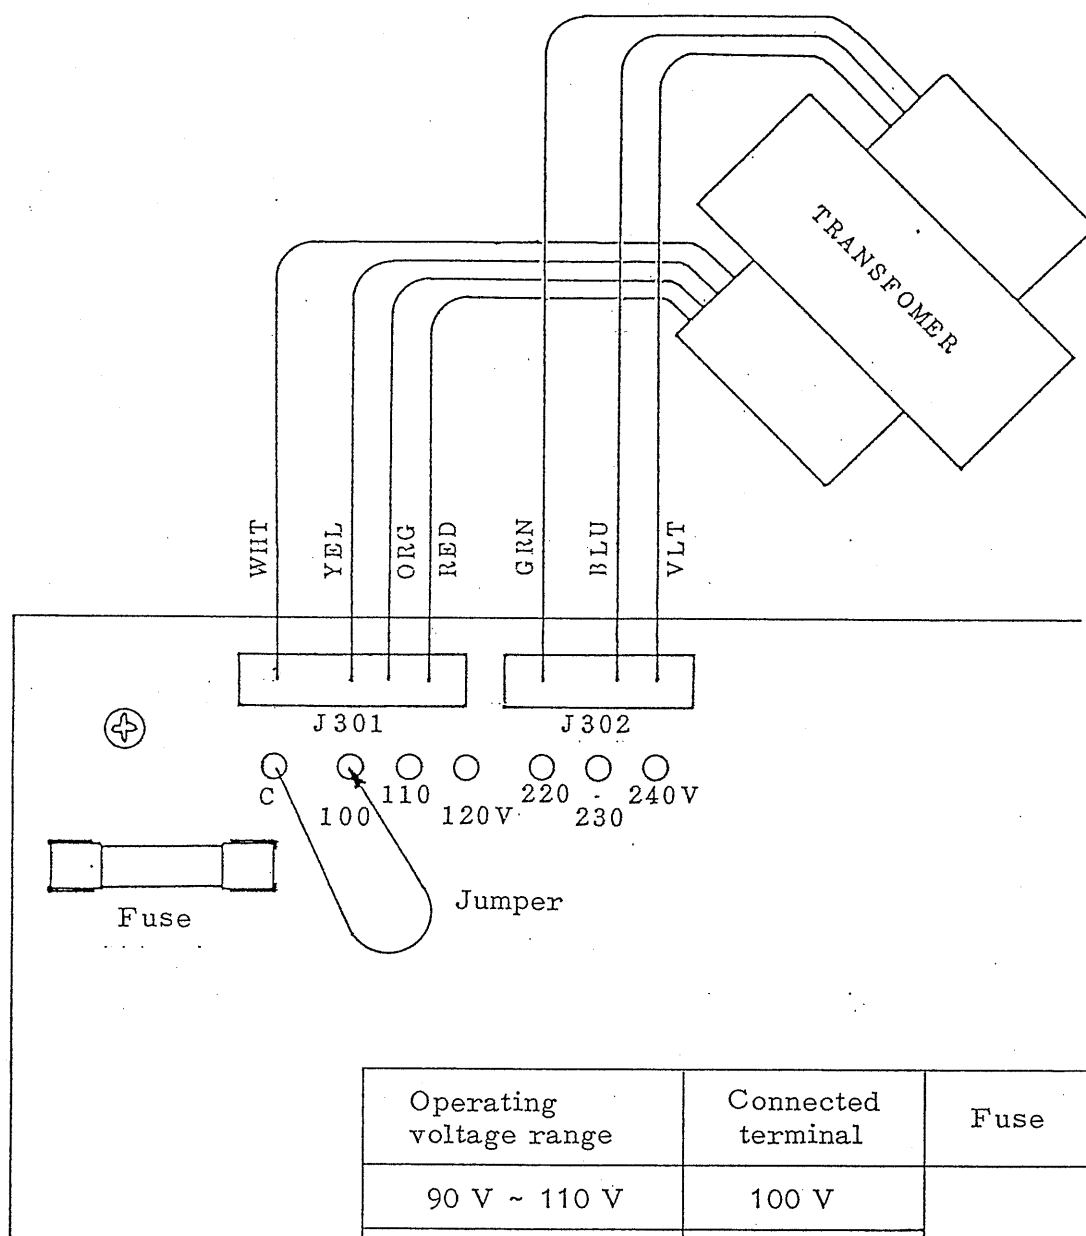 TRANSFOMER
WHT
YEL
ORG
RED
GRN
BLU
VLT
J301
J302
C
100
110
120V
220
230
240V
Fuse
Jumper
Operating
voltage range
Connected
terminal
Fuse
90 V ~ 110 V
100 V